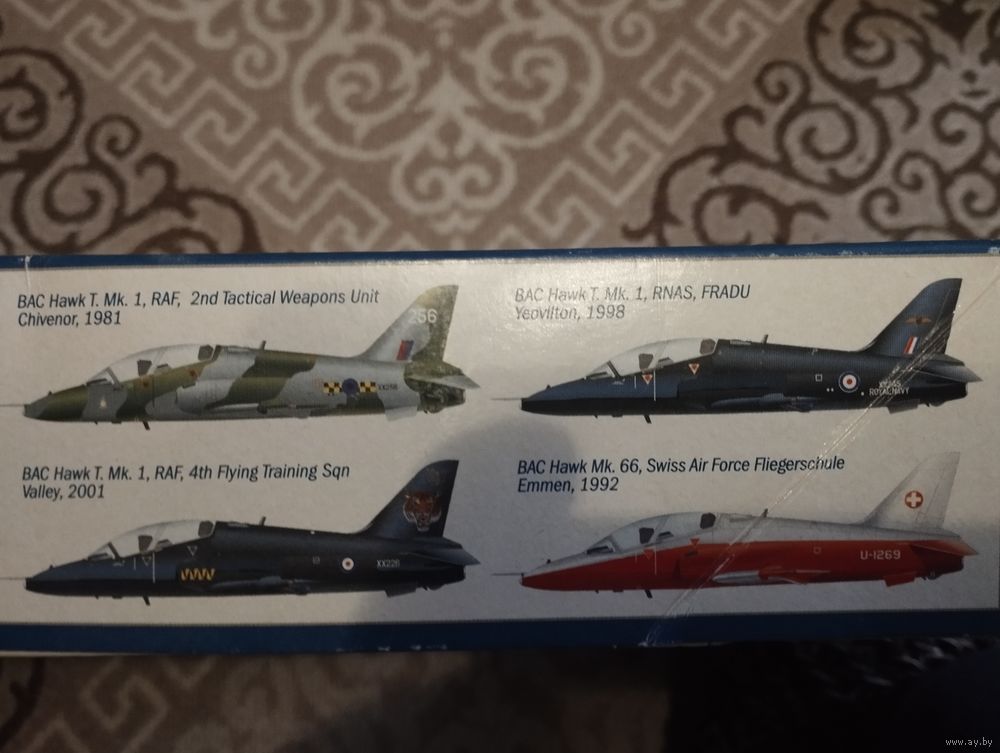 BAC Hawk T. Mk. 1, RAF, 2nd Tactical Weapons Unit
Chivenor, 1981
256
XX256
BAC Hawk T. Mk. 1, RNAS, FRADU
Yeovilton, 1998
ROYAL NAVY
BAC Hawk T. Mk. 1, RAF, 4th Flying Training Sqn
Valley, 2001
XX226
BAC Hawk Mk. 66, Swiss Air Force Fliegerschule
Emmen, 1992
U-1269
www.ay.by